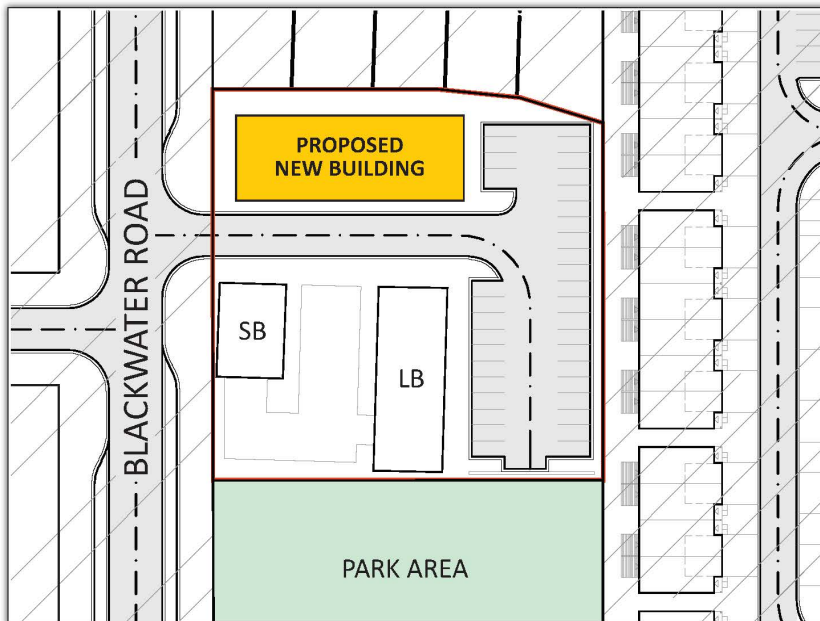 PROPOSED
NEW BUILDING
BLACKWATER ROAD
SB
LB
PARK AREA